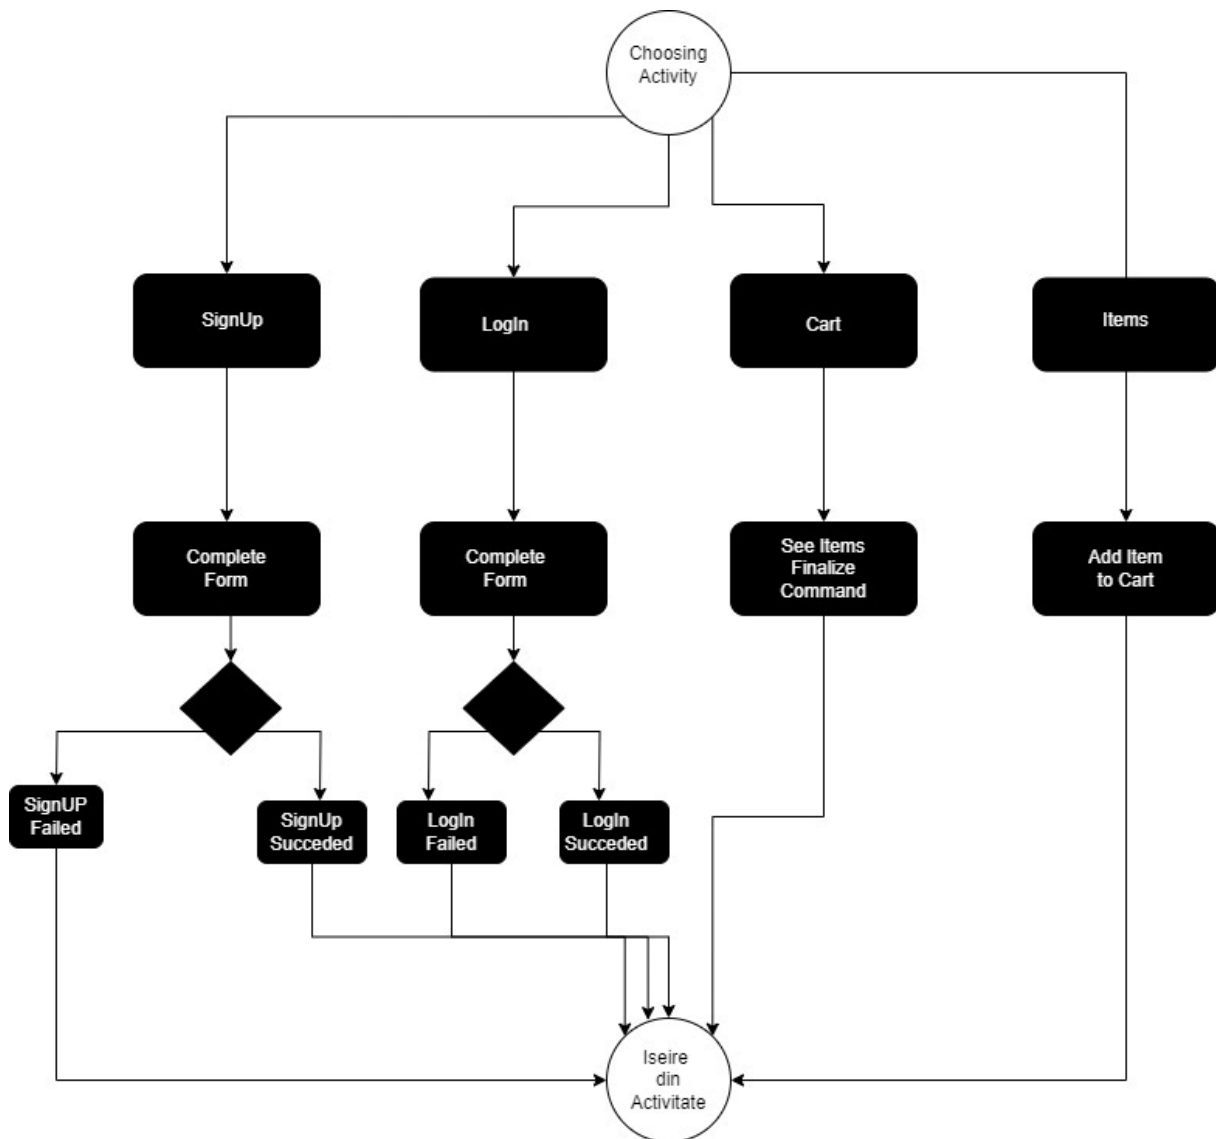 Choosing
Activity
SignUp
LogIn
Cart
Items
Complete
Form
Complete
Form
See Items
Finalize
Command
Add Item
to Cart
SignUP
Failed
SignUp
Succeded
LogIn
Failed
LogIn
Succeded
Iseire
din
Activitate